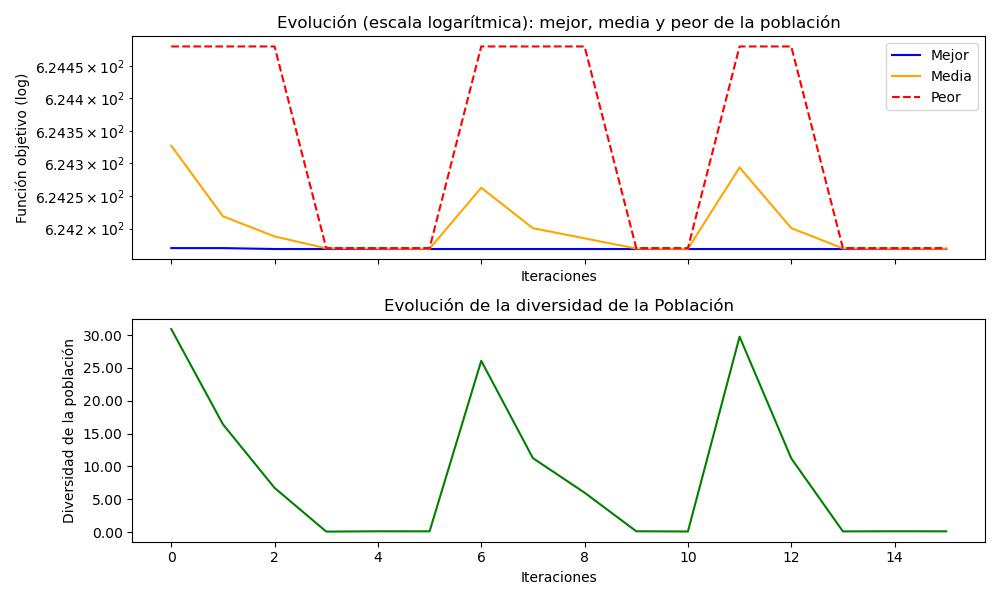 Evolución (escala logarítmica): mejor, media y peor de la población
Función objetivo (log)
6.2445 × 10²
6.244 × 10²
6.2435 × 10²
6.243 × 10²
6.2425 × 10²
6.242 × 10²
Mejor
Media
Peor
Iteraciones
Evolución de la diversidad de la Población
Diversidad de la población
30.00
25.00
20.00
15.00
10.00
5.00
0.00
0 2 4 6 8 10 12 14
Iteraciones